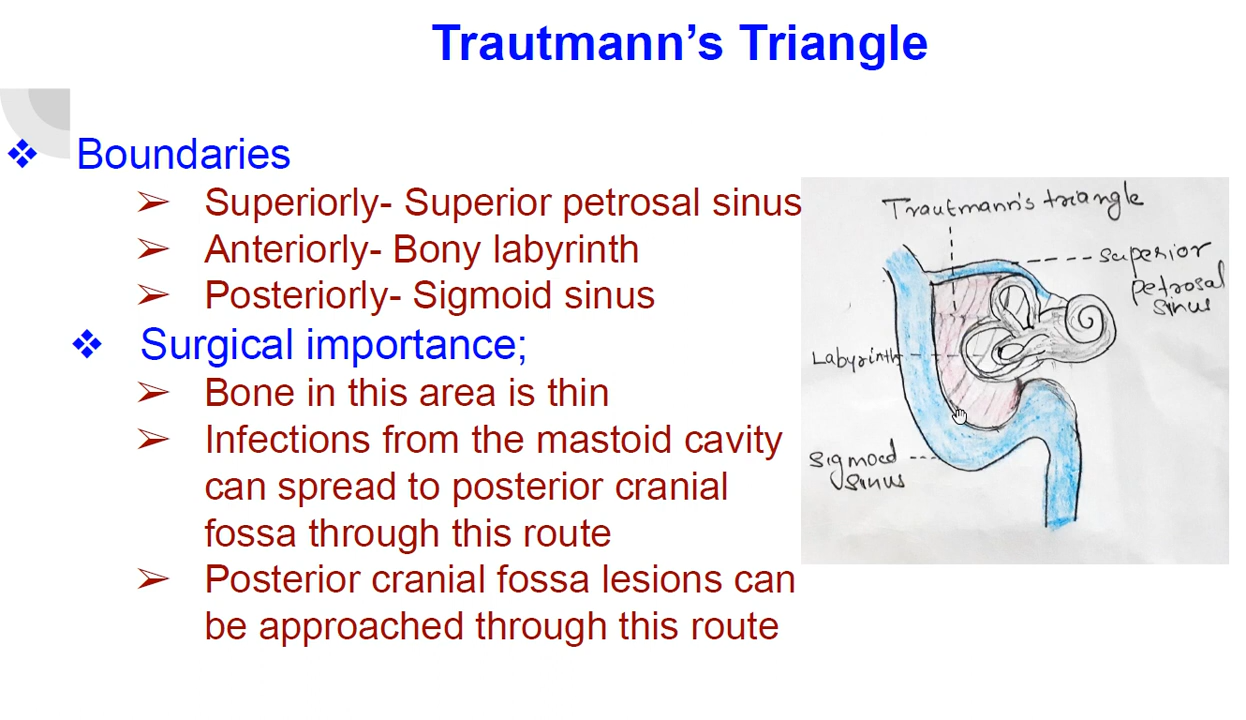 Trautmann’s Triangle
❖ Boundaries
➢ Superiorly- Superior petrosal sinus
➢ Anteriorly- Bony labyrinth
➢ Posteriorly- Sigmoid sinus
❖ Surgical importance;
➢ Bone in this area is thin
➢ Infections from the mastoid cavity
can spread to posterior cranial
fossa through this route
➢ Posterior cranial fossa lesions can
be approached through this route
Trautmann's triangle
superior
petrosal
sinus
Labyrinth
sigmoid
sinus